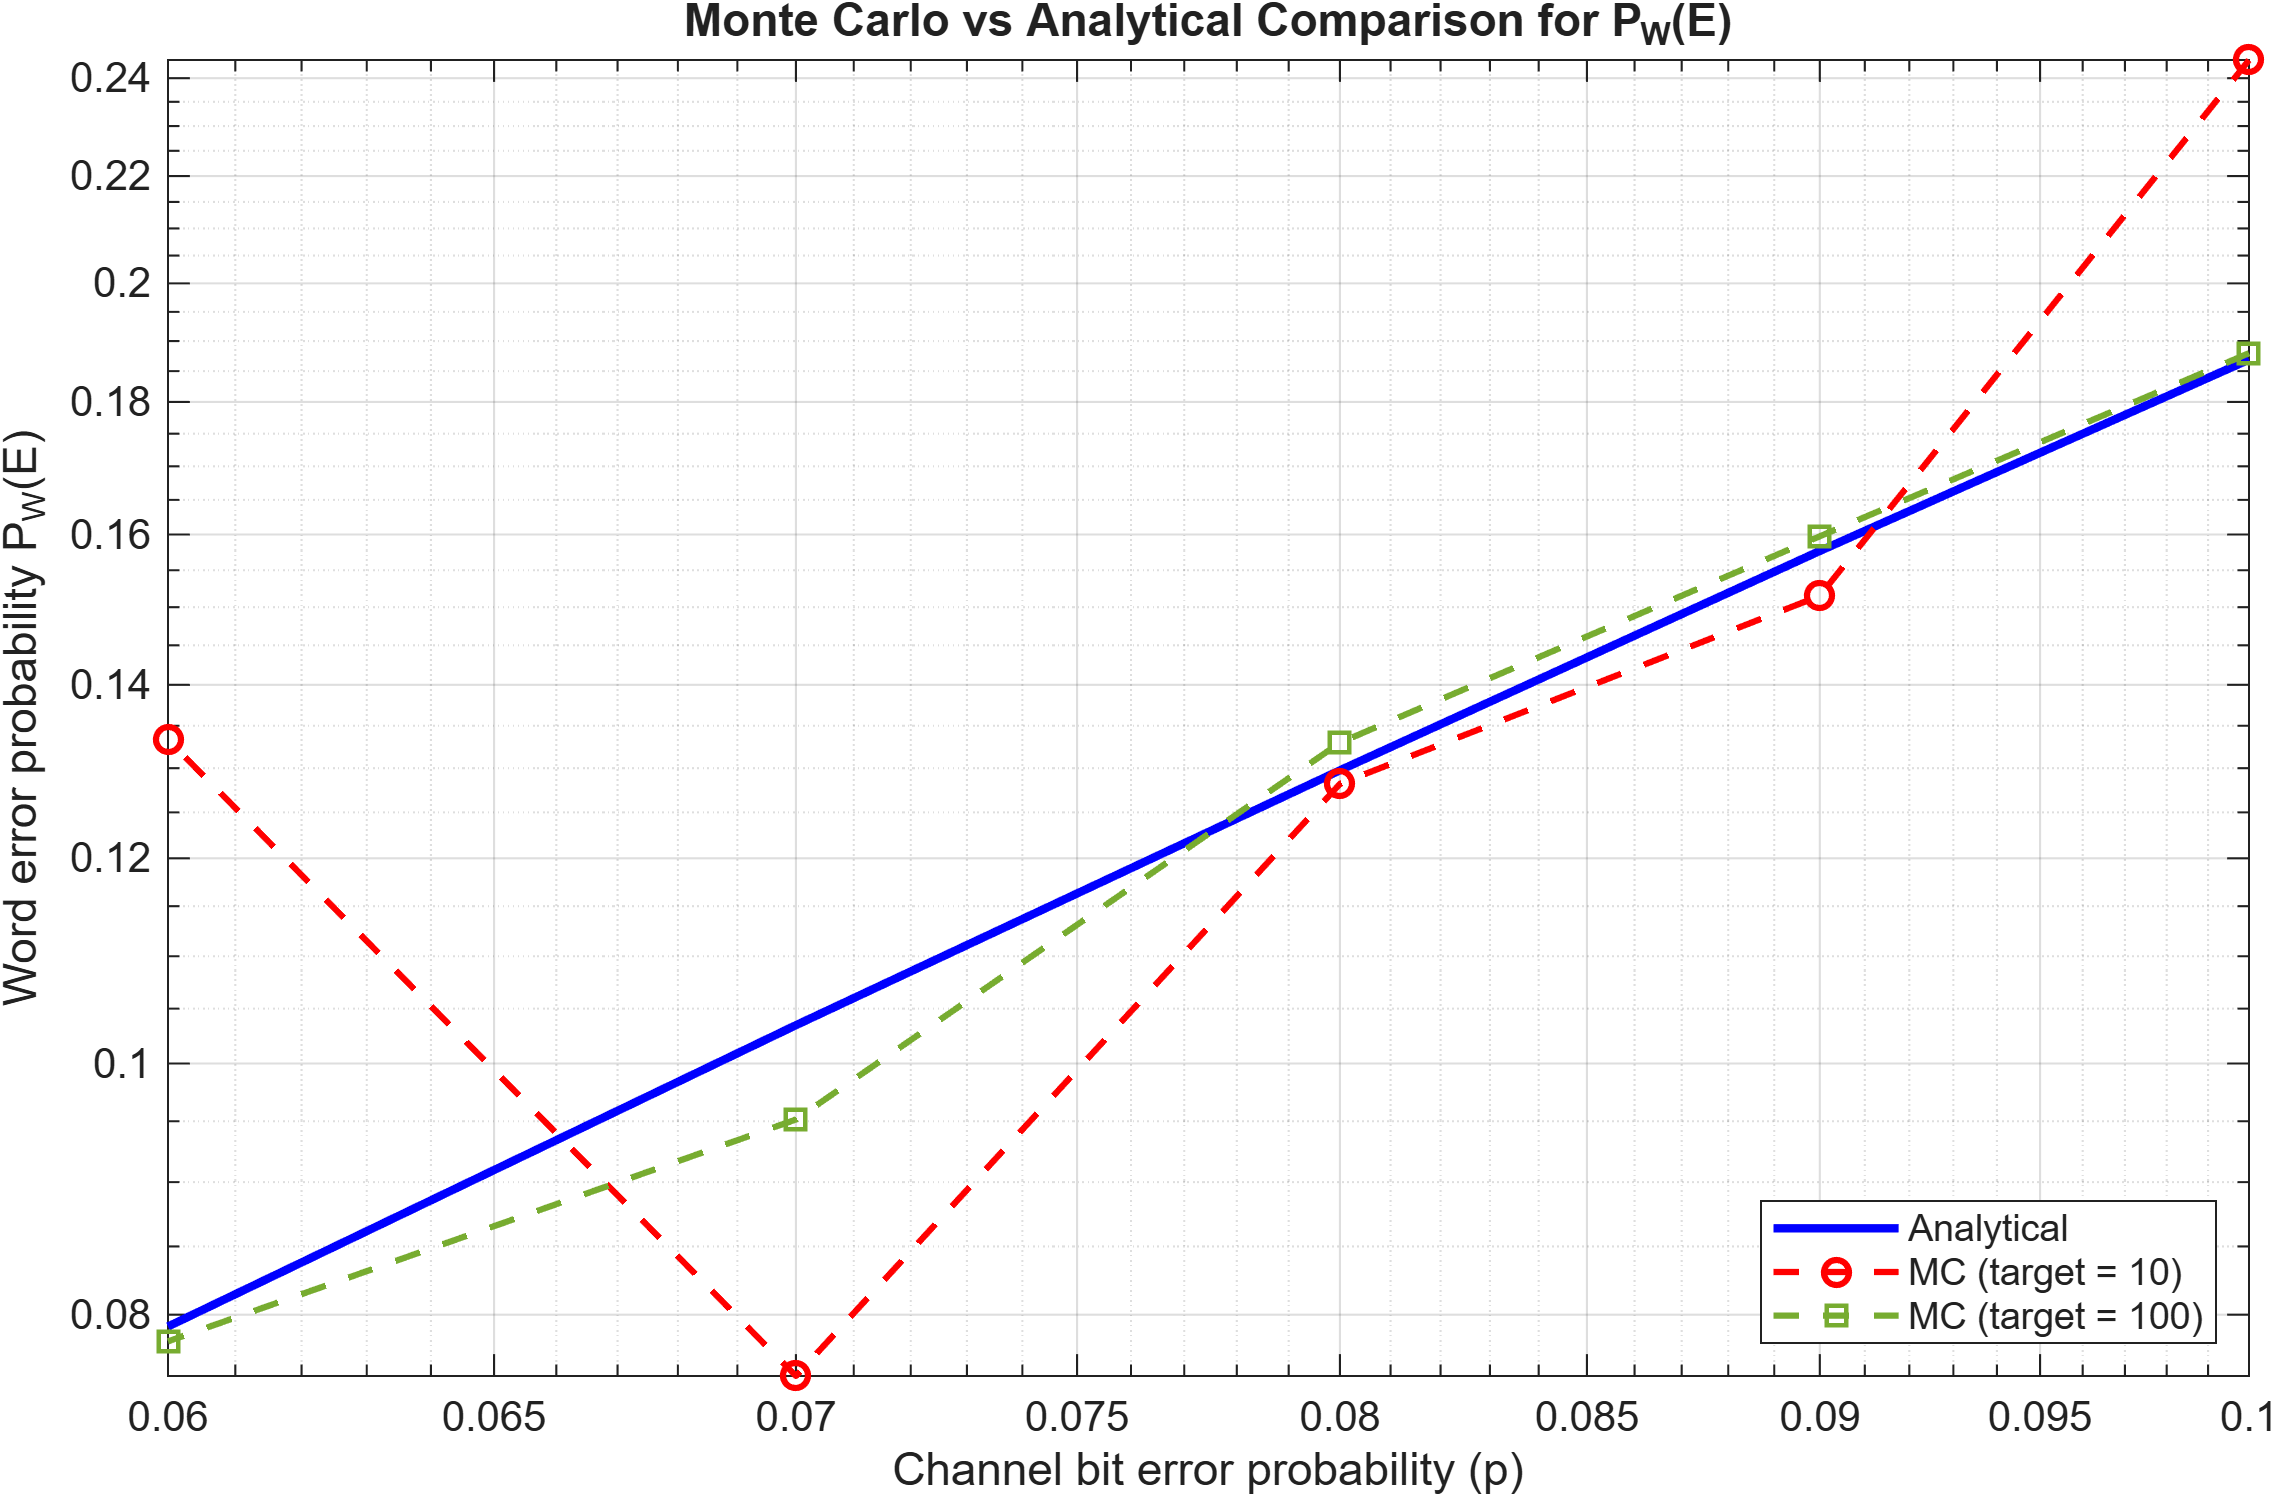 Monte Carlo vs Analytical Comparison for P_W(E)
0.24
0.22
0.2
0.18
0.16
0.14
0.12
0.1
0.08
Word error probability P_W(E)
0.06 0.065 0.07 0.075 0.08 0.085 0.09 0.095 0.1
Channel bit error probability (p)
Analytical
MC (target = 10)
MC (target = 100)